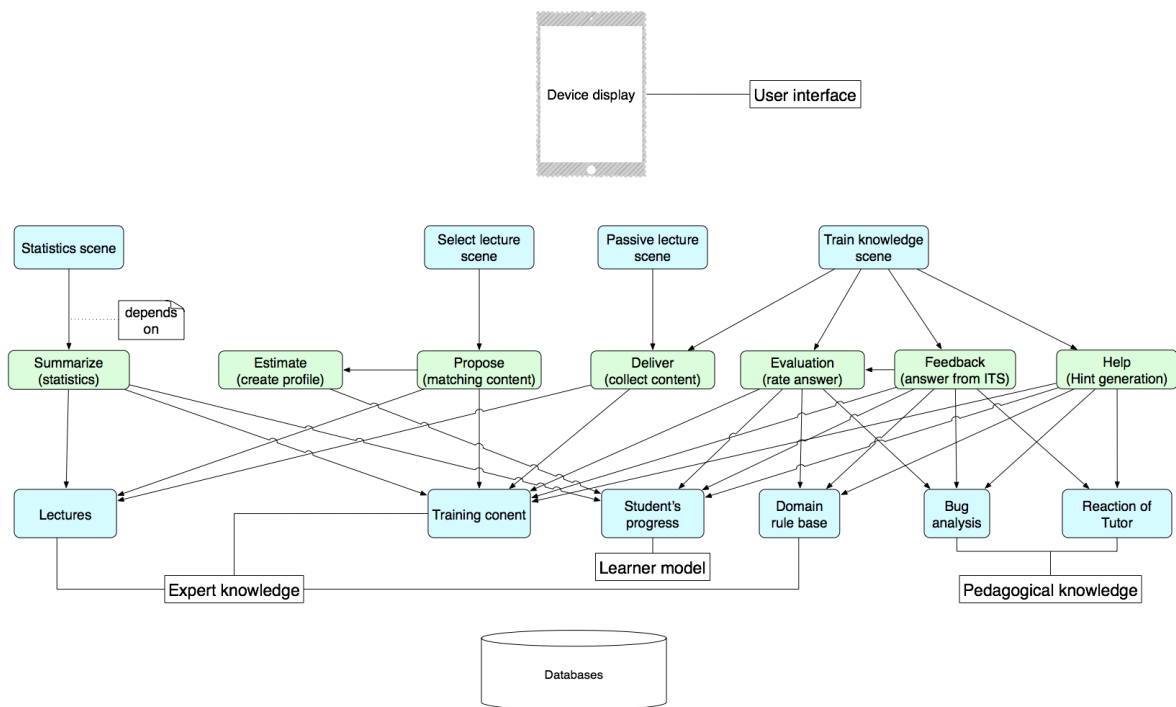 Device display
User interface
Statistics scene
Select lecture
scene
Passive lecture
scene
Train knowledge
scene
depends
on
Summarize
(statistics)
Estimate
(create profile)
Propose
(matching content)
Deliver
(collect content)
Evaluation
(rate answer)
Feedback
(answer from ITS)
Help
(Hint generation)
Lectures
Training conent
Student's
progress
Domain
rule base
Bug
analysis
Reaction of
Tutor
Learner model
Expert knowledge
Pedagogical knowledge
Databases